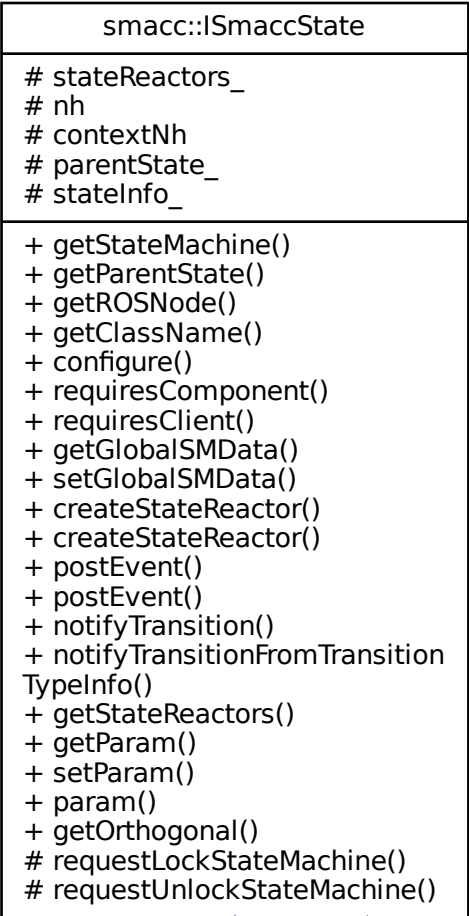 smacc::ISmaccState
# stateReactors_
# nh
# contextNh
# parentState_
# stateInfo_
+ getStateMachine()
+ getParentState()
+ getROSNode()
+ getClassName()
+ configure()
+ requiresComponent()
+ requiresClient()
+ getGlobalSMData()
+ setGlobalSMData()
+ createStateReactor()
+ createStateReactor()
+ postEvent()
+ postEvent()
+ notifyTransition()
+ notifyTransitionFromTransition
TypeInfo()
+ getStateReactors()
+ getParam()
+ setParam()
+ param()
+ getOrthogonal()
# requestLockStateMachine()
# requestUnlockStateMachine()